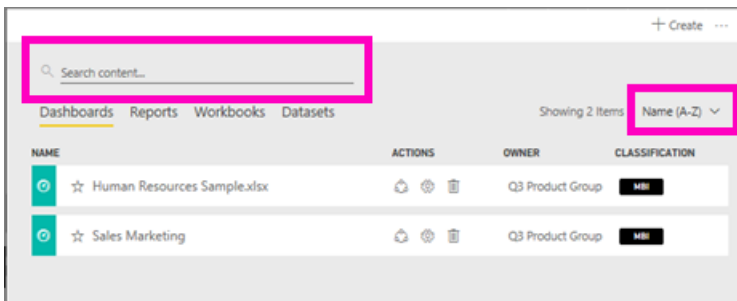 + Create ...
Search content...
Dashboards Reports Workbooks Datasets Showing 2 Items Name (A-Z)
NAME ACTIONS OWNER CLASSIFICATION
Human Resources Sample.xlsx Q3 Product Group MBI
Sales Marketing Q3 Product Group MBI